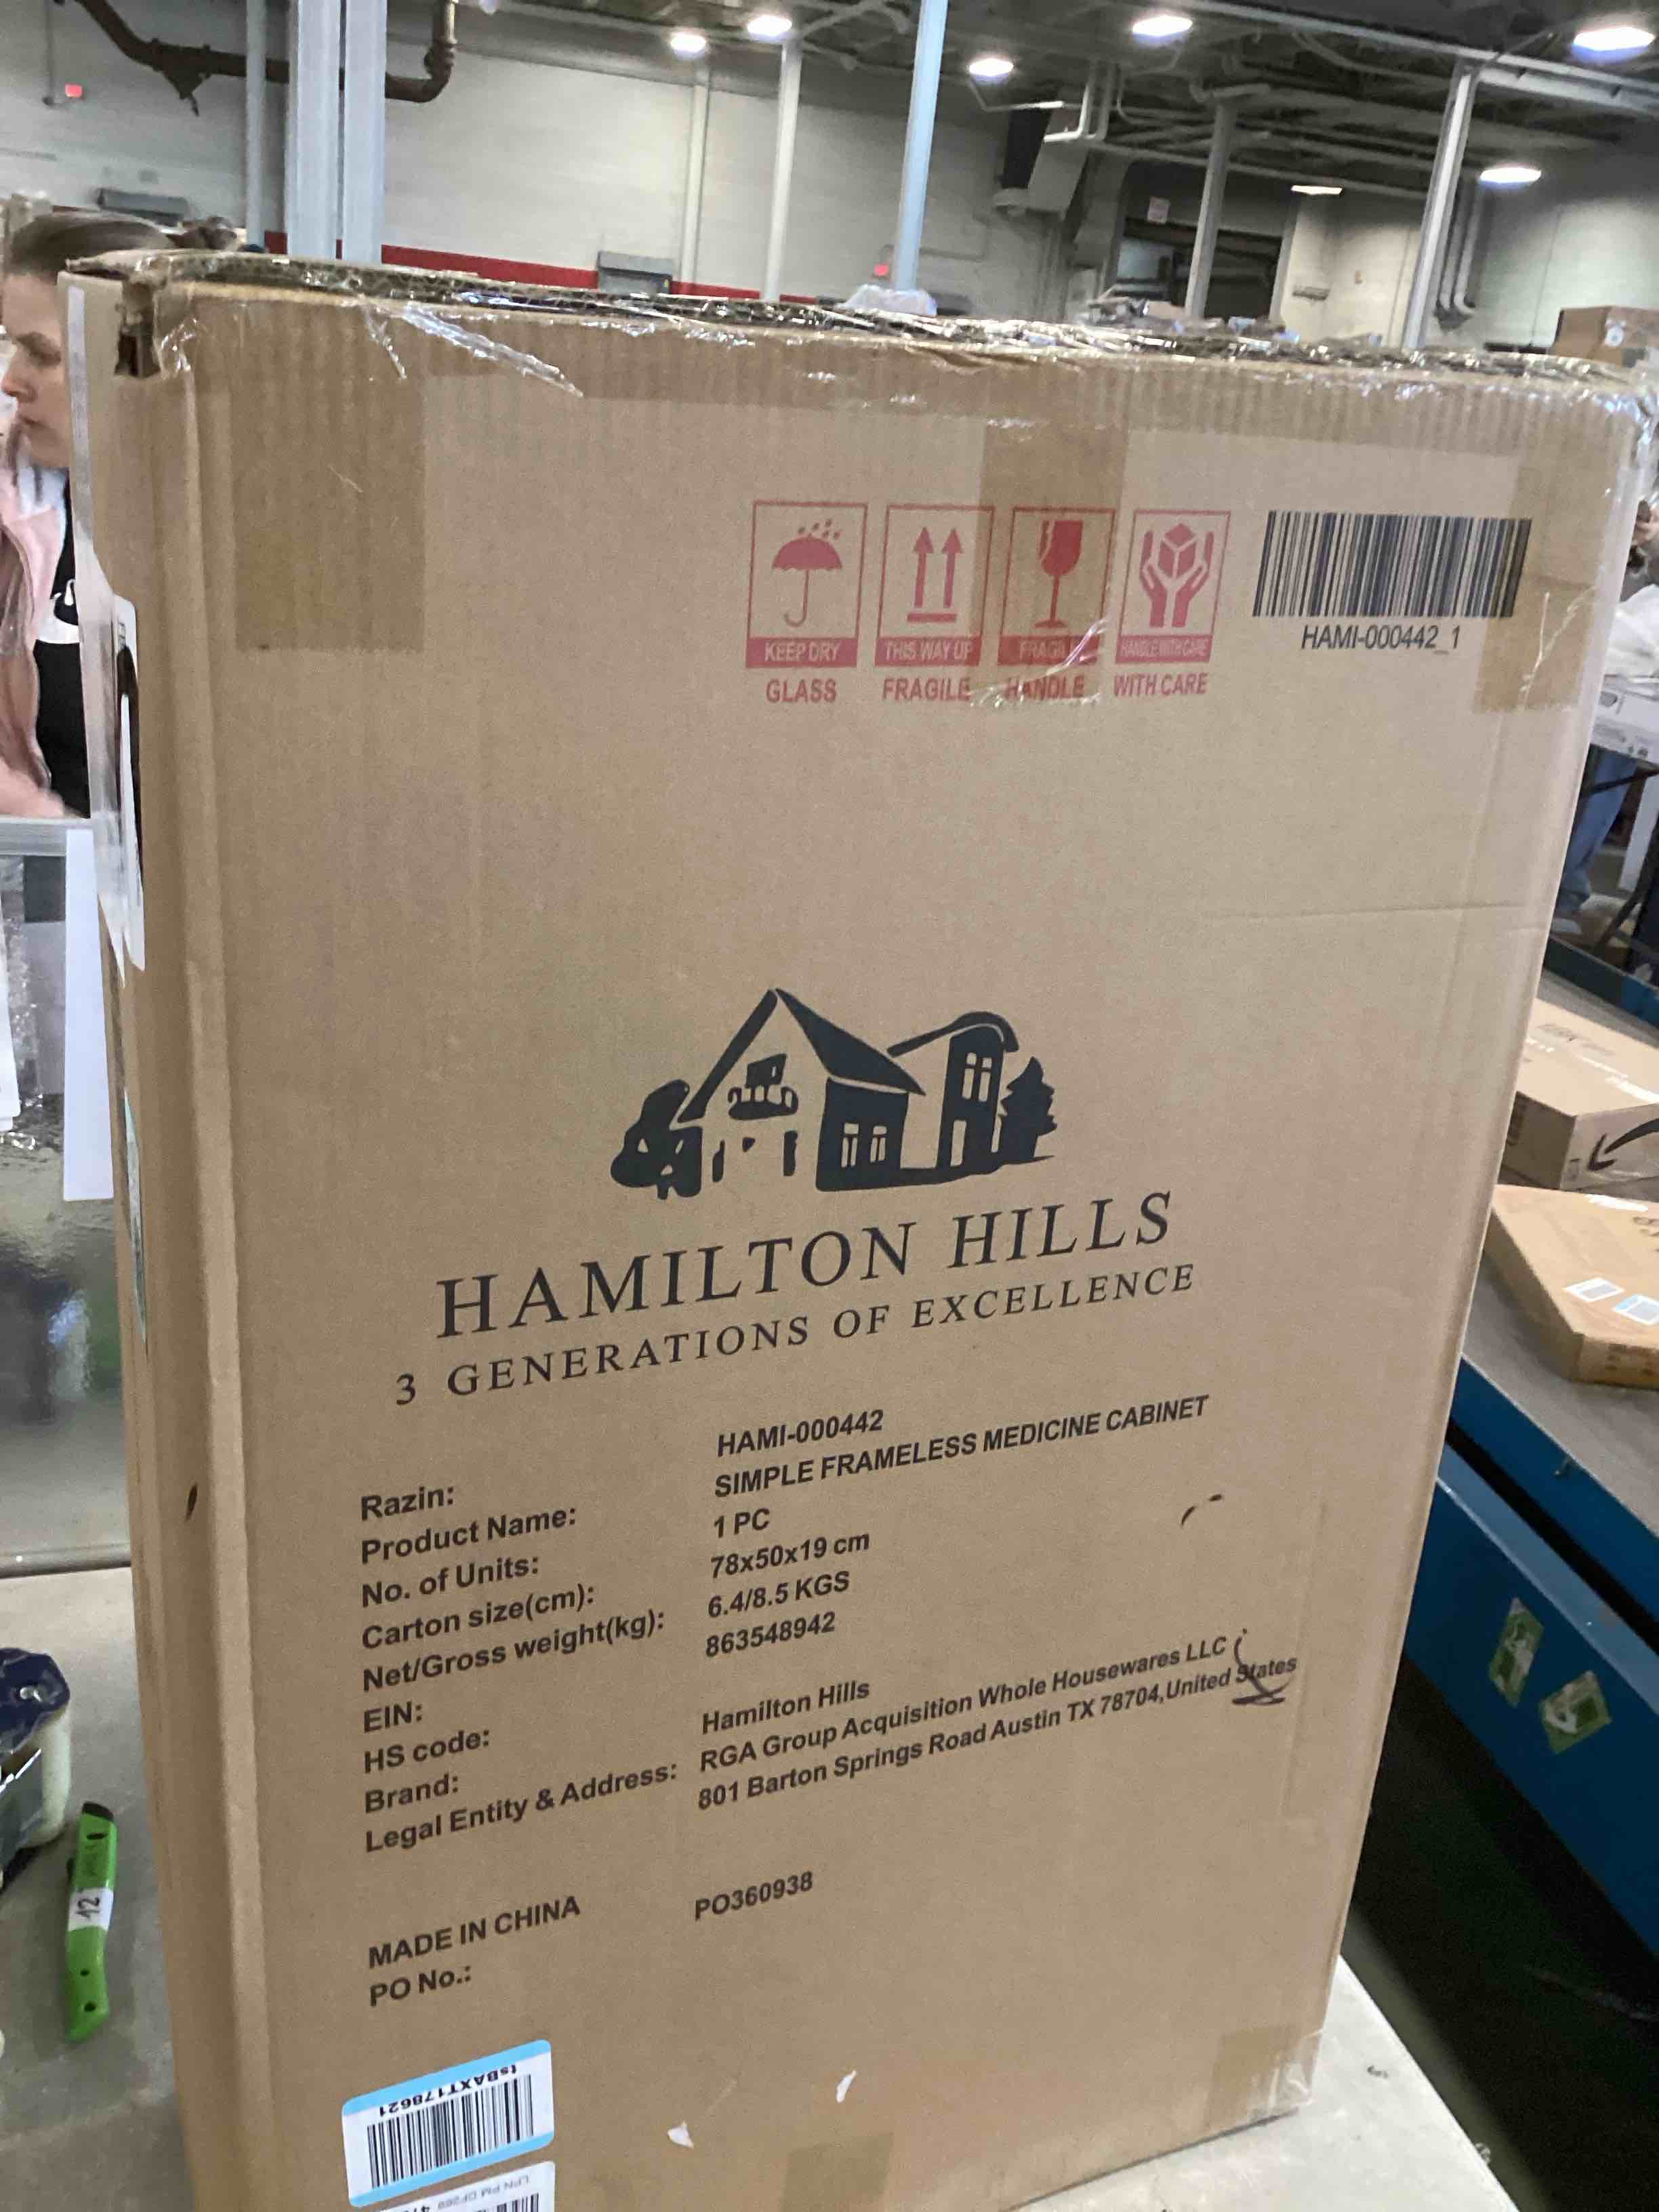 KEEP DRY
THIS WAY UP
FRAGILE
HANDLE WITH CARE
GLASS FRAGILE HANDLE WITH CARE
HAMI-000442_1
HAMILTON HILLS
3 GENERATIONS OF EXCELLENCE
Razin: HAMI-000442
Product Name: SIMPLE FRAMELESS MEDICINE CABINET
No. of Units: 1 PC
Carton size(cm): 78x50x19 cm
Net/Gross weight(kg): 6.4/8.5 KGS
EIN: 863548942
HS code:
Brand: Hamilton Hills
Legal Entity & Address: RGA Group Acquisition Whole Housewares LLC
801 Barton Springs Road Austin TX 78704,United States
MADE IN CHINA
PO No.: PO360938
tsBAXT178621
12